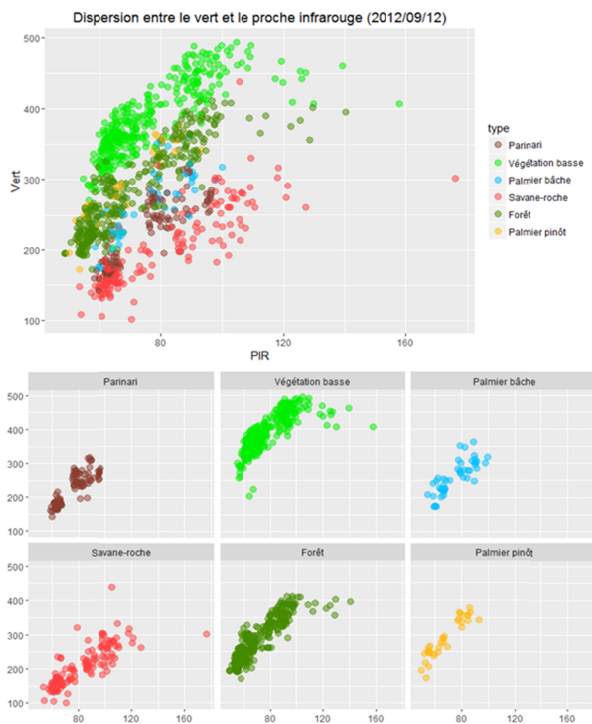 Dispersion entre le vert et le proche infrarouge (2012/09/12)
500
400
300
200
100
Vert
80
120
160
PIR
type
Parinari
Végétation basse
Palmier bâche
Savane-roche
Forêt
Palmier pinôt
Parinari
Végétation basse
Palmier bâche
500
400
300
200
100
Savane-roche
Forêt
Palmier pinôt
500
400
300
200
100
80
120
160
80
120
160
80
120
160